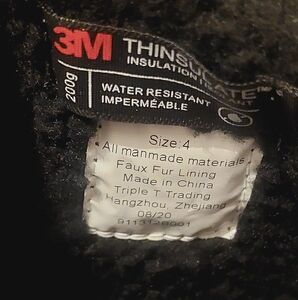 3M THINSULATE™
INSULATION
200g
WATER RESISTANT
IMPERMÉABLE
Size: 4
All manmade materials
Faux Fur Lining
Made in China
Triple T Trading
Hangzhou, Zhejiang
08/20